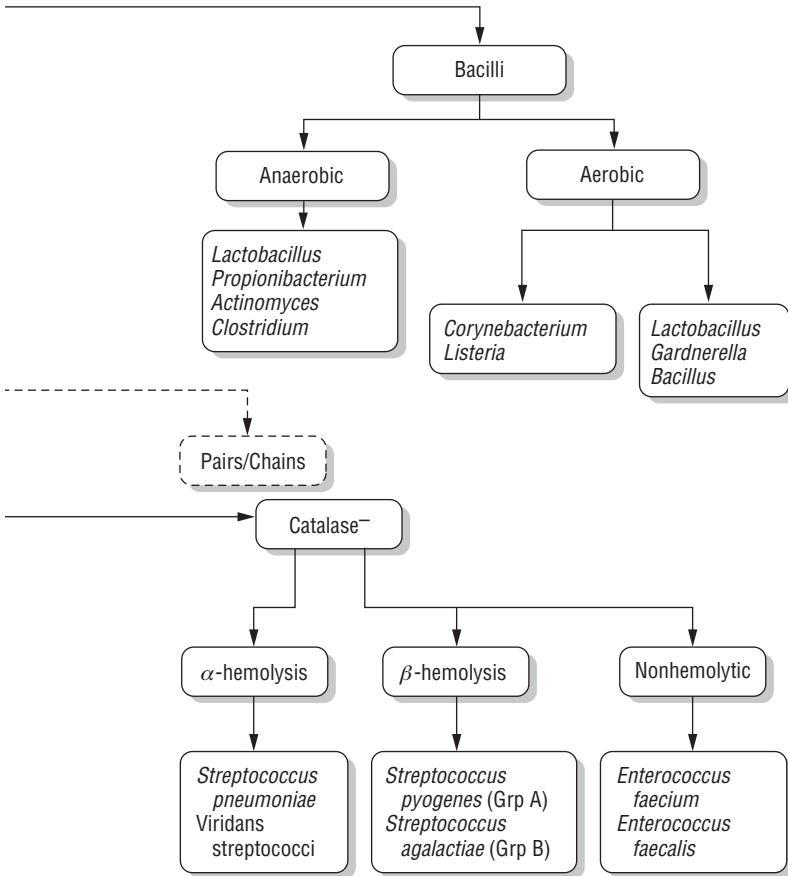 Bacilli
Anaerobic
Aerobic
Lactobacillus
Propionibacterium
Actinomyces
Clostridium
Corynebacterium
Listeria
Lactobacillus
Gardnerella
Bacillus
Pairs/Chains
Catalase⁻
α-hemolysis
β-hemolysis
Nonhemolytic
Streptococcus
pneumoniae
Viridans
streptococci
Streptococcus
pyogenes (Grp A)
Streptococcus
agalactiae (Grp B)
Enterococcus
faecium
Enterococcus
faecalis